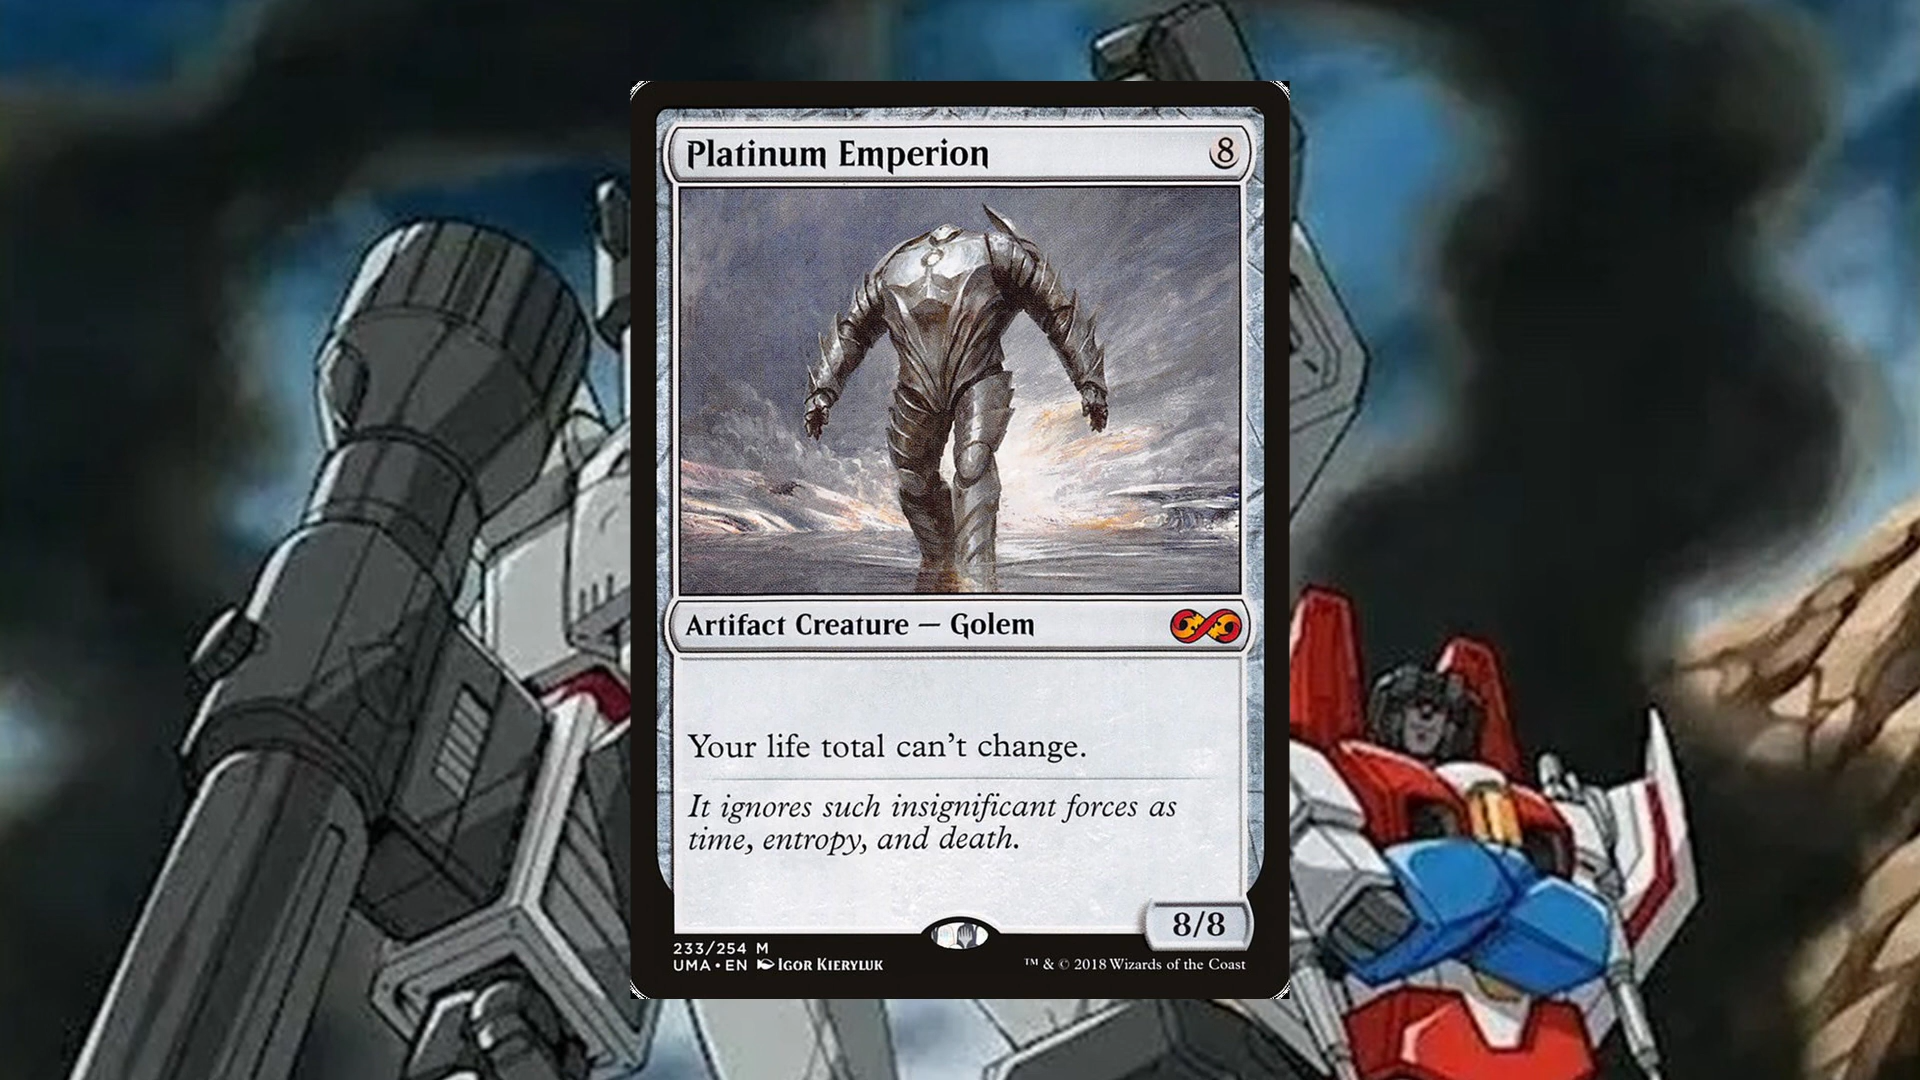 Platinum Emperion 8
Artifact Creature — Golem
Your life total can't change.
It ignores such insignificant forces as
time, entropy, and death.
8/8
233/254 M
UMA • EN Igor Kieryluk
™ & © 2018 Wizards of the Coast